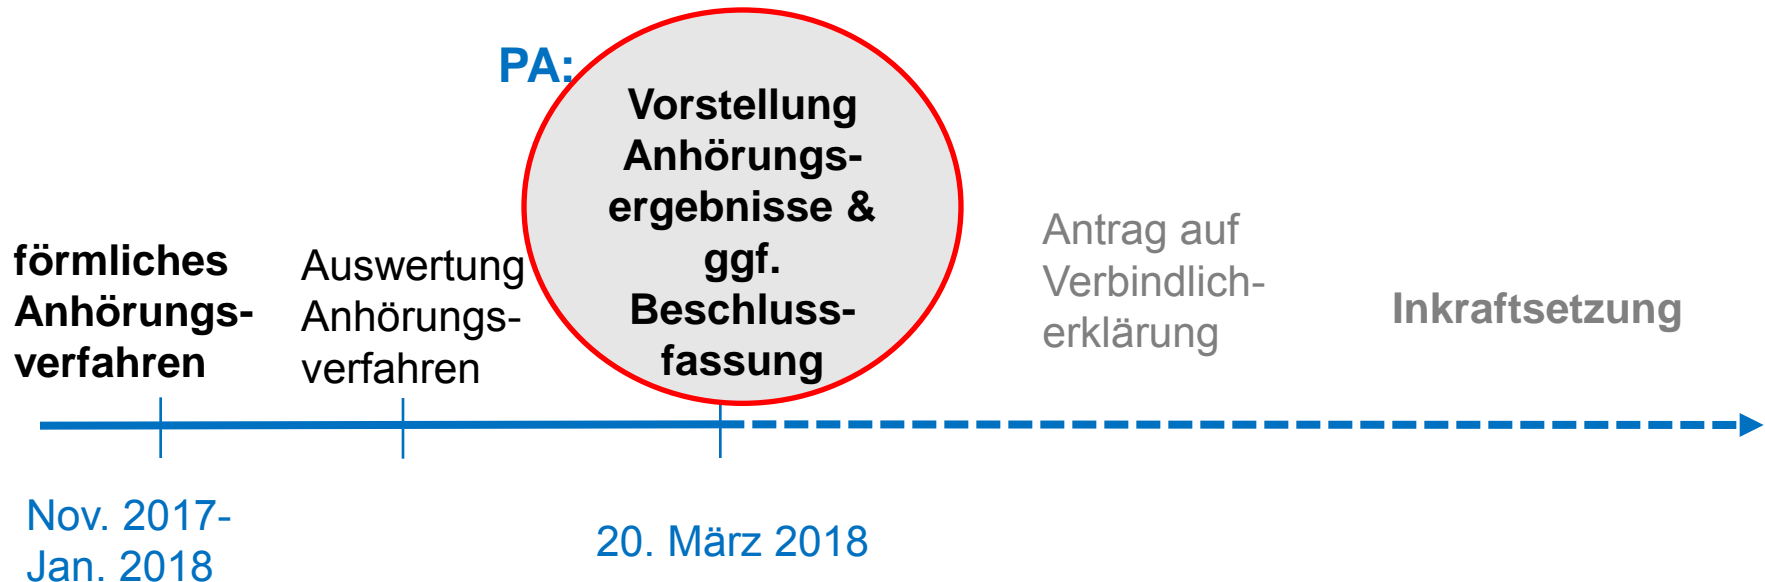 förmliches
Anhörungs-
verfahren
Auswertung
Anhörungs-
verfahren
PA:
Vorstellung
Anhörungs-
ergebnisse &
ggf.
Beschluss-
fassung
Antrag auf
Verbindlich-
erklärung
Inkraftsetzung
Nov. 2017-
Jan. 2018
20. März 2018